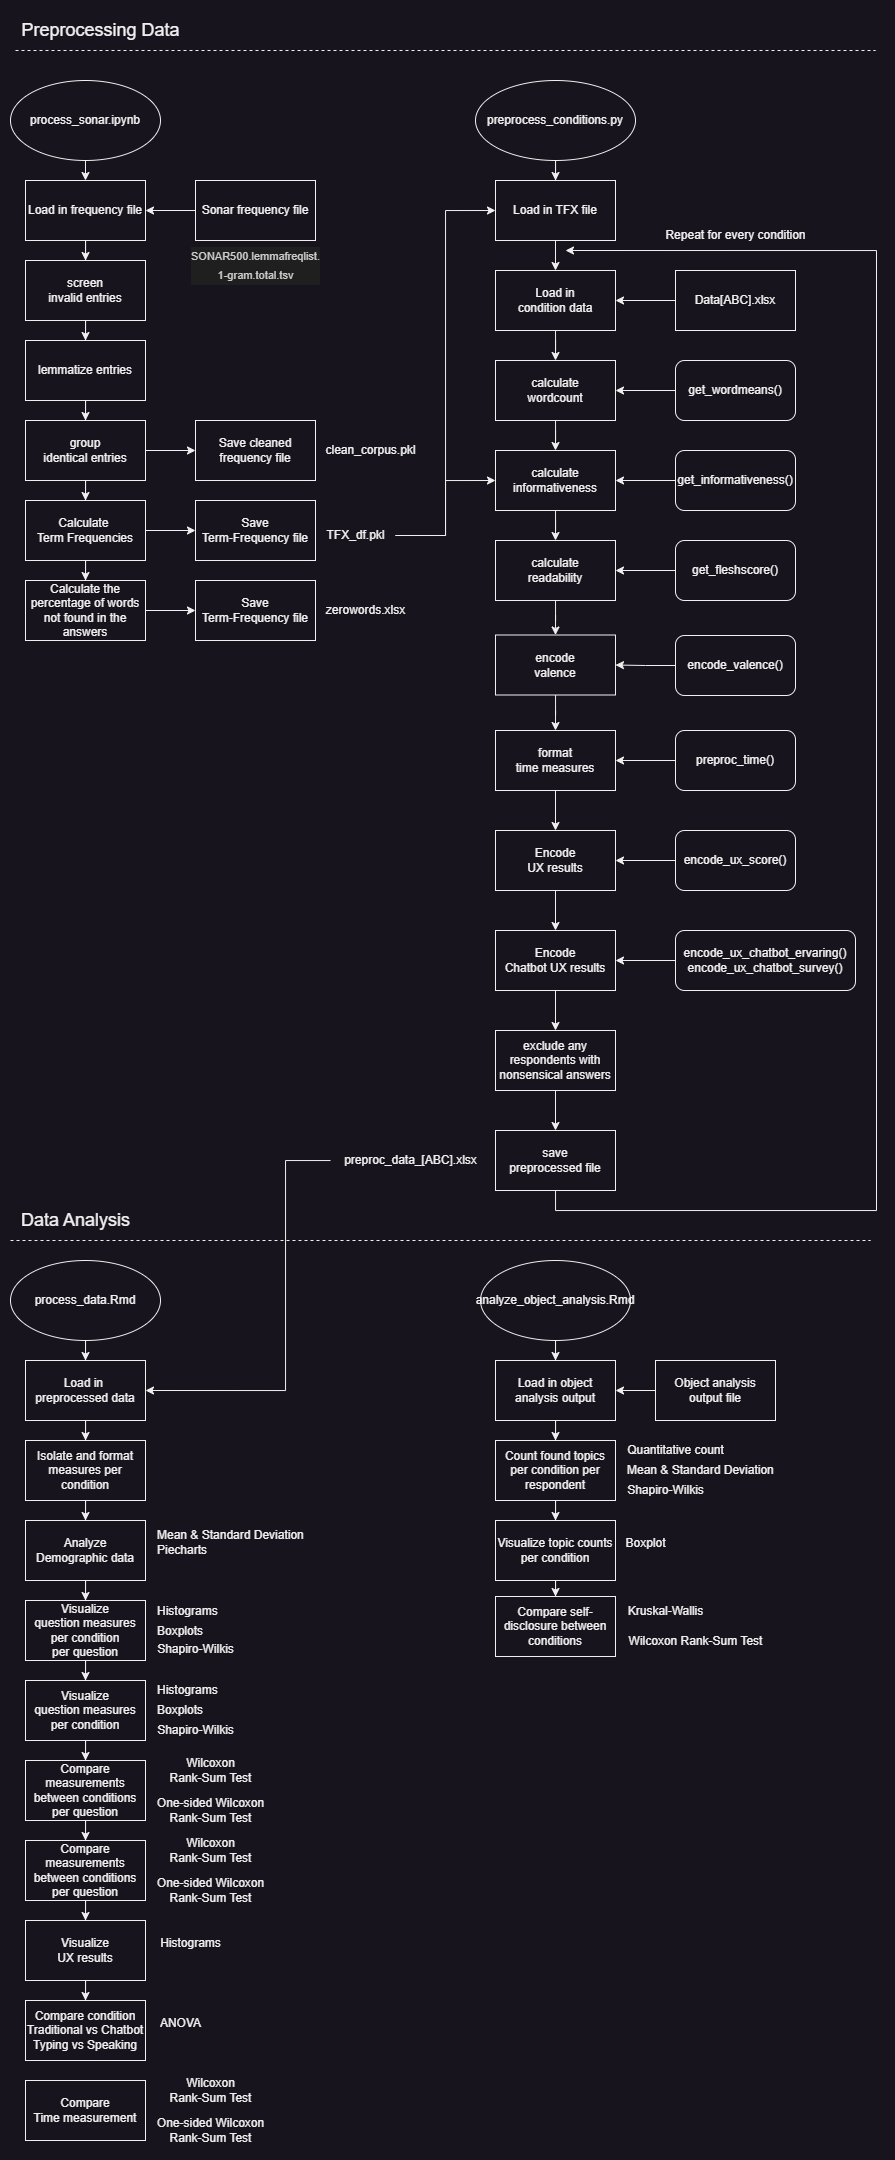 Preprocessing Data
process_sonar.ipynb
Load in frequency file
Sonar frequency file
SONAR500.lemmafreqlist.
1-gram.total.tsv
screen
invalid entries
lemmatize entries
group
identical entries
Save cleaned
frequency file
clean_corpus.pkl
Calculate
Term Frequencies
Save
Term-Frequency file
TFX_df.pkl
Calculate the
percentage of words
not found in the
answers
Save
Term-Frequency file
zerowords.xlsx
preprocess_conditions.py
Load in TFX file
Repeat for every condition
Load in
condition data
Data[ABC].xlsx
calculate
wordcount
get_wordmeans()
calculate
informativeness
get_informativeness()
calculate
readability
get_fleshscore()
encode
valence
encode_valence()
format
time measures
preproc_time()
Encode
UX results
encode_ux_score()
Encode
Chatbot UX results
encode_ux_chatbot_ervaring()
encode_ux_chatbot_survey()
exclude any
respondents with
nonsensical answers
save
preprocessed file
preproc_data_[ABC].xlsx
Data Analysis
process_data.Rmd
Load in
preprocessed data
Isolate and format
measures per
condition
Analyze
Demographic data
Mean & Standard Deviation
Piecharts
Visualize
question measures
per condition
per question
Histograms
Boxplots
Shapiro-Wilkis
Visualize
question measures
per condition
Histograms
Boxplots
Shapiro-Wilkis
Compare
measurements
between conditions
per question
Wilcoxon
Rank-Sum Test
One-sided Wilcoxon
Rank-Sum Test
Compare
measurements
between conditions
per question
Wilcoxon
Rank-Sum Test
One-sided Wilcoxon
Rank-Sum Test
Visualize
UX results
Histograms
Compare condition
Traditional vs Chatbot
Typing vs Speaking
ANOVA
Compare
Time measurement
Wilcoxon
Rank-Sum Test
One-sided Wilcoxon
Rank-Sum Test
analyze_object_analysis.Rmd
Load in object
analysis output
Object analysis
output file
Count found topics
per condition per
respondent
Quantitative count
Mean & Standard Deviation
Shapiro-Wilkis
Visualize topic counts
per condition
Boxplot
Compare self-
disclosure between
conditions
Kruskal-Wallis
Wilcoxon Rank-Sum Test